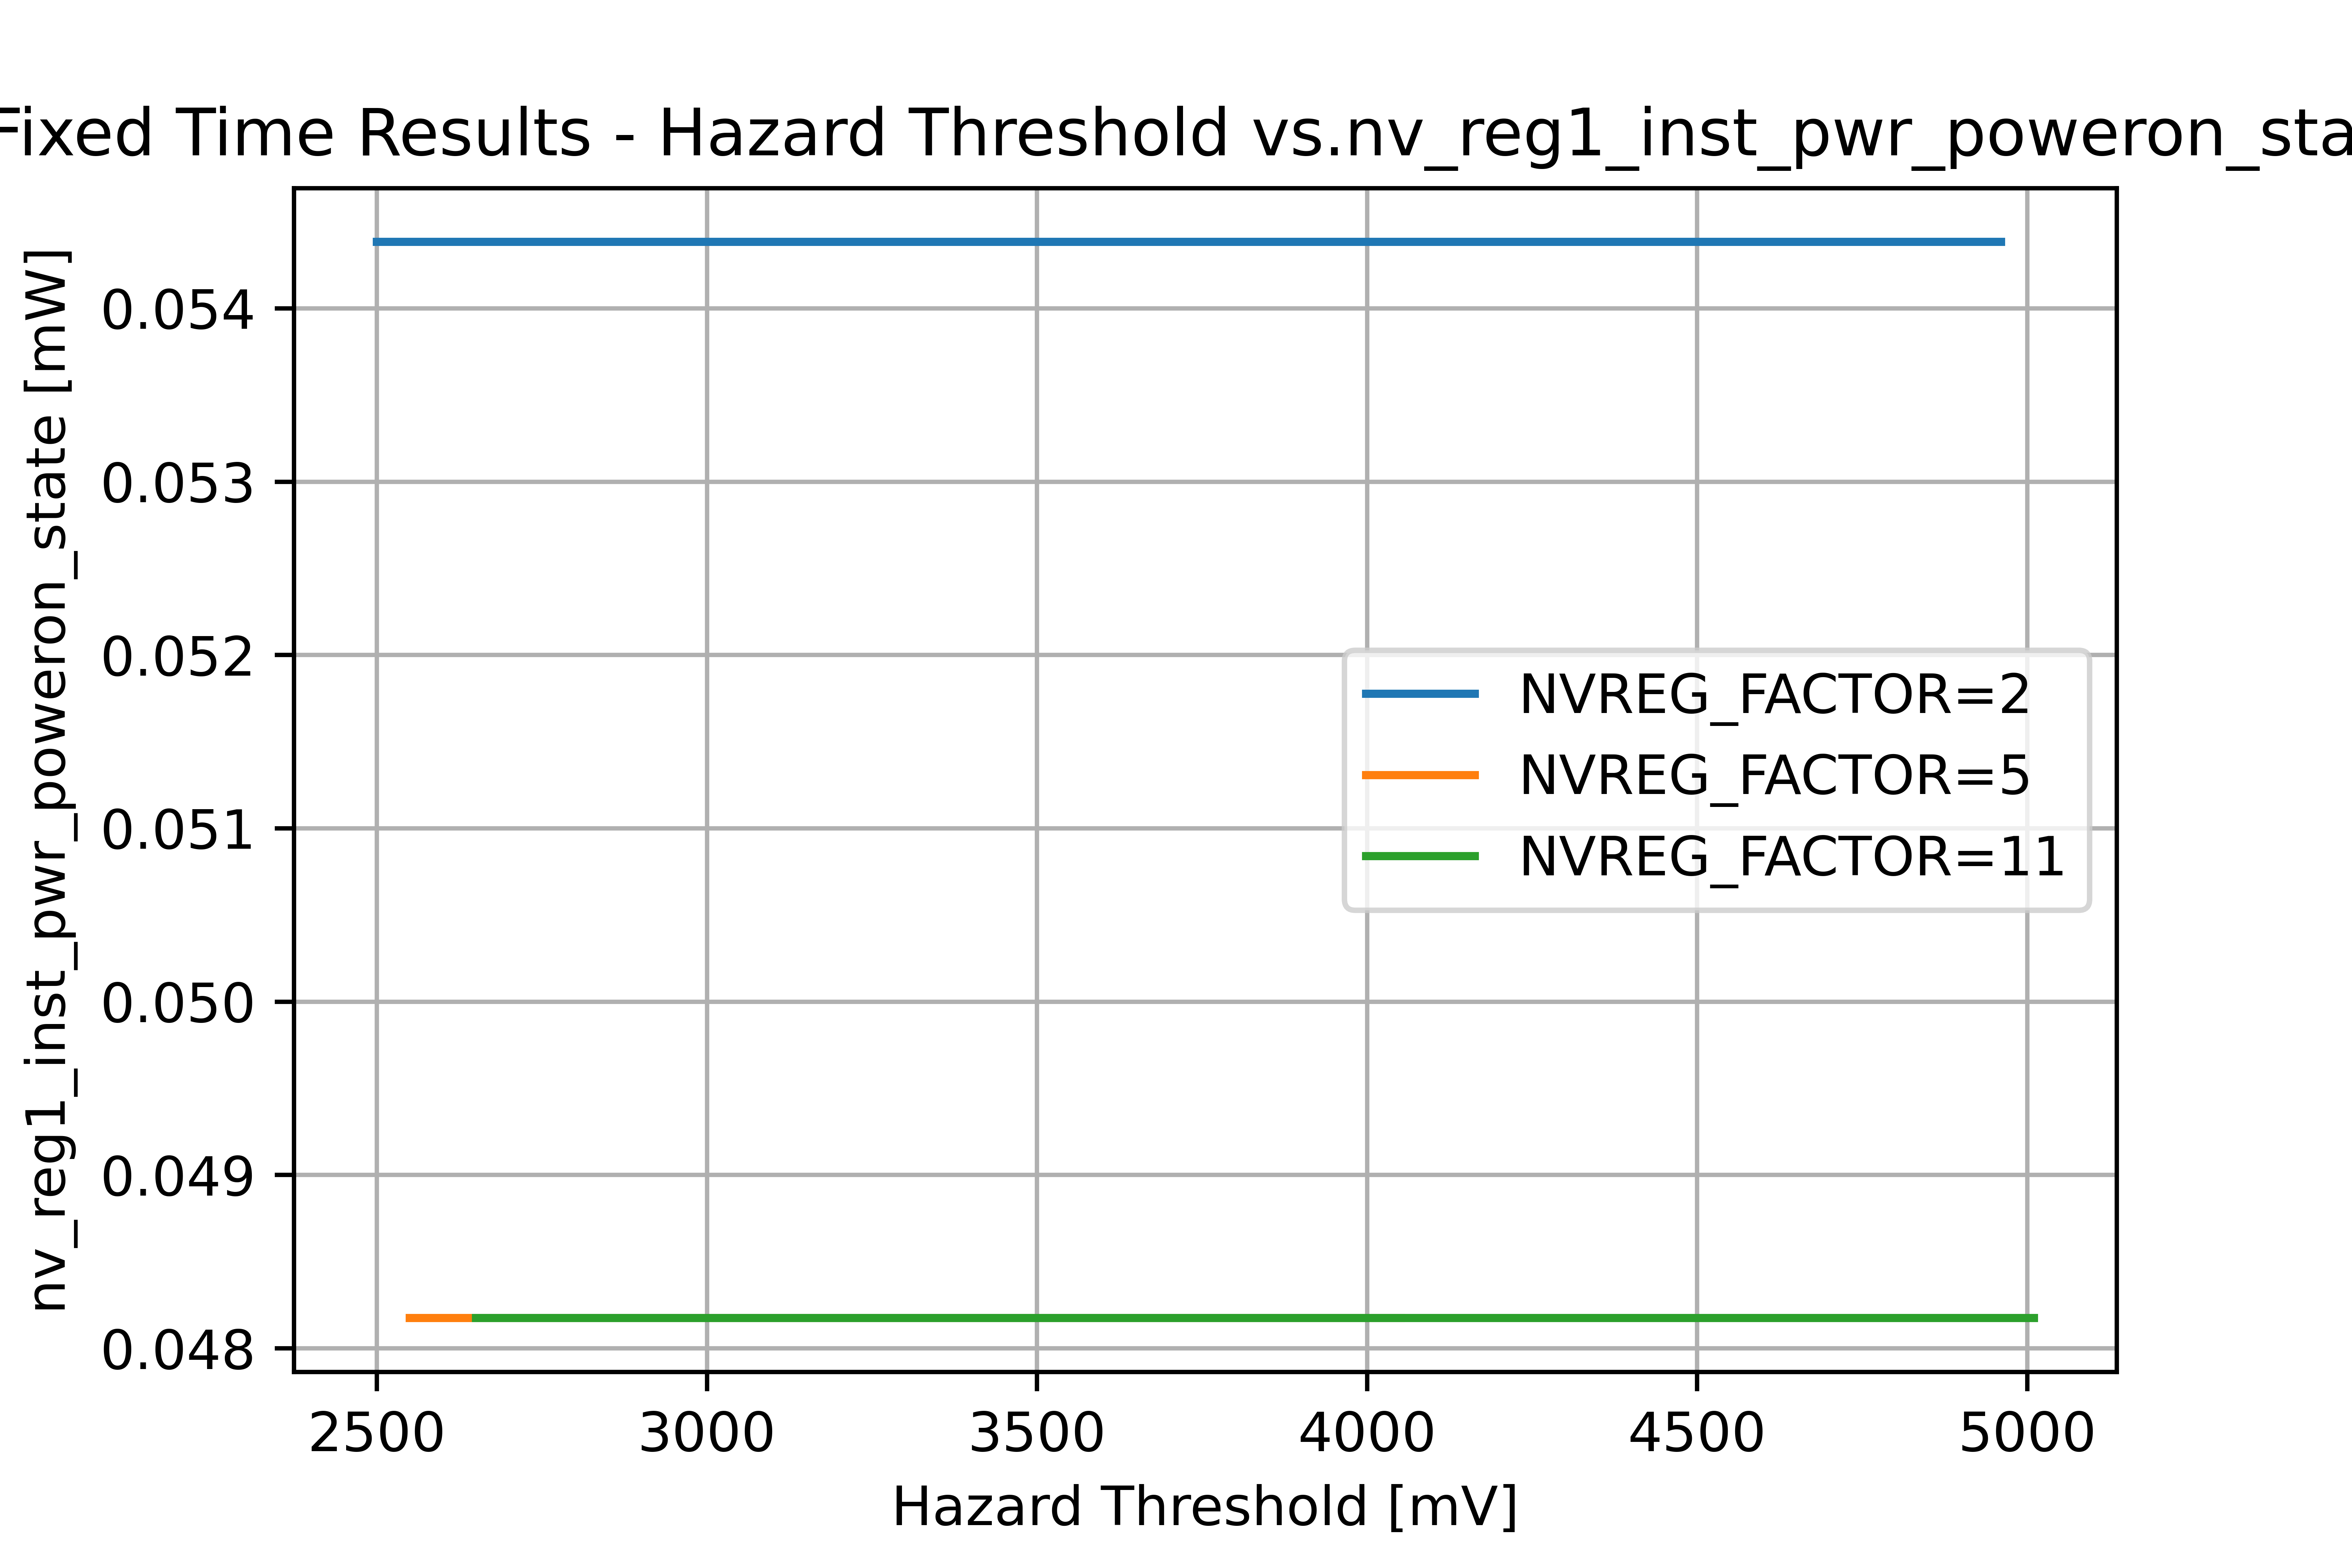 Fixed Time Results - Hazard Threshold vs.nv_reg1_inst_pwr_poweron_sta
nv_reg1_inst_pwr_poweron_state [mW]
0.054
0.053
0.052
0.051
0.050
0.049
0.048
NVREG_FACTOR=2
NVREG_FACTOR=5
NVREG_FACTOR=11
2500 3000 3500 4000 4500 5000
Hazard Threshold [mV]